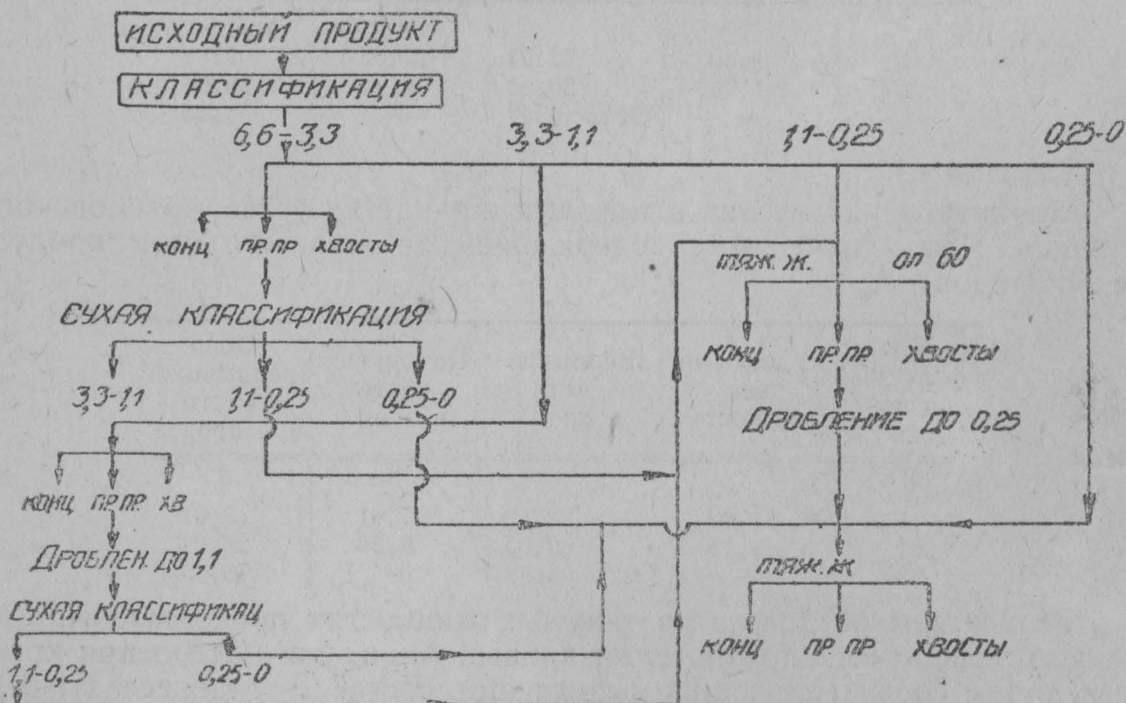 ИСХОДНЫЙ ПРОДУКТ
КЛАССИФИКАЦИЯ
6,6-3,3 3,3-1,1 1,1-0,25 0,25-0
КОНЦ ПР.ПР ХВОСТЫ
ТЯЖ. Ж. ОЛ 60
СУХАЯ КЛАССИФИКАЦИЯ
КОНЦ ПР.ПР. ХВОСТЫ
3,3-1,1 1,1-0,25 0,25-0
ДРОБЛЕНИЕ ДО 0,25
КОНЦ ПР.ПР. ХВ
ДРОБЛЕН. ДО 1,1
ТЯЖ. Ж
СУХАЯ КЛАССИФИКАЦ
КОНЦ ПР. ПР. ХВОСТЫ
1,1-0,25 0,25-0